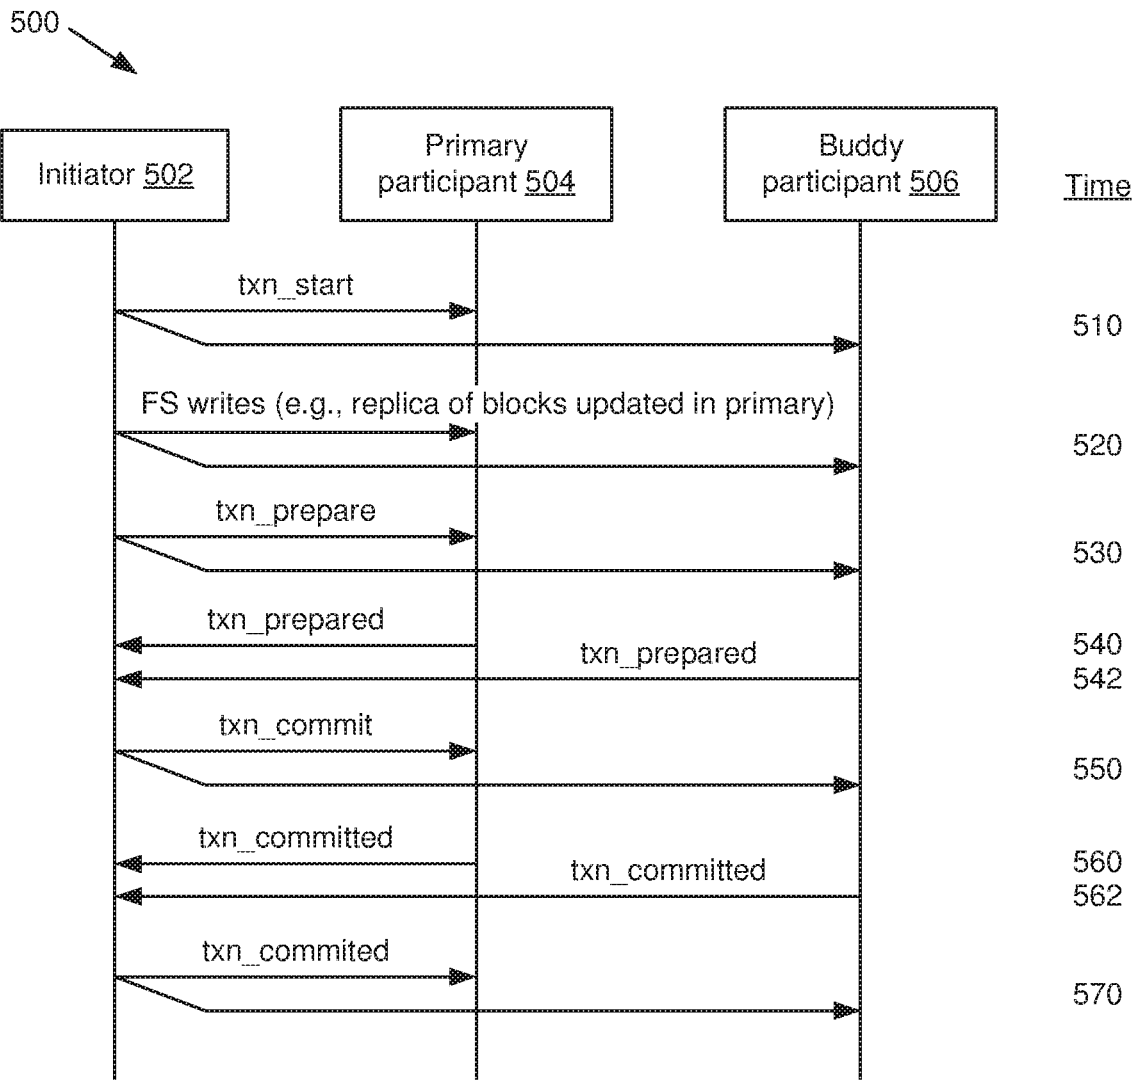 500
Initiator 502
Primary
participant 504
Buddy
participant 506
Time
txn_start
510
FS writes (e.g., replica of blocks updated in primary)
520
txn_prepare
530
txn_prepared
540
txn_prepared
542
txn_commit
550
txn_committed
560
txn_committed
562
txn_commited
570